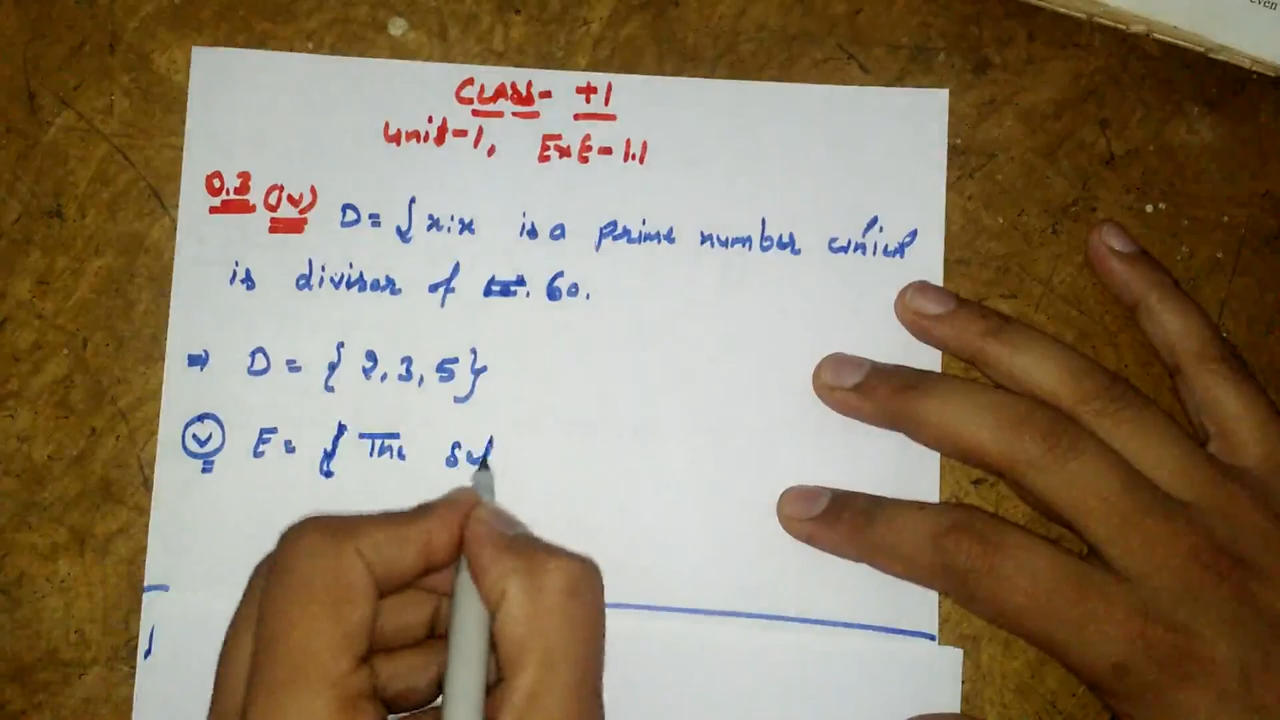 CLASS- +1
Unit-1, EXE-1.1
Q.3 (iv) D = { x:x is a prime number which
is divisor of 60.
⇒ D = { 2, 3, 5}
(v) E = { The
even